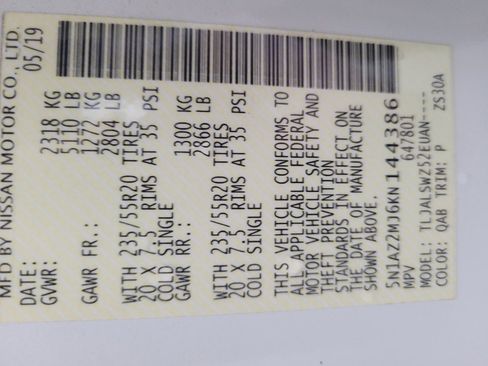 MFD BY NISSAN MOTOR CO., LTD.
DATE: 05/19
GVWR: 2318 KG
5110 LB
GAWR FR.: 1272 KG
2804 LB
WITH 235/55R20 TIRES
20 X 7.5 RIMS AT 35 PSI
COLD SINGLE
GAWR RR.: 1300 KG
2866 LB
WITH 235/55R20 TIRES
20 X 7.5 RIMS AT 35 PSI
COLD SINGLE
THIS VEHICLE CONFORMS TO
ALL APPLICABLE FEDERAL
MOTOR VEHICLE SAFETY AND
THEFT PREVENTION
STANDARDS IN EFFECT ON
THE DATE OF MANUFACTURE
SHOWN ABOVE.
5N1AZ2MJ6KN144386
MPV 647801
MODEL: TLJALSWZ52EUAN----
COLOR: QAB TRIM: P ZS30A